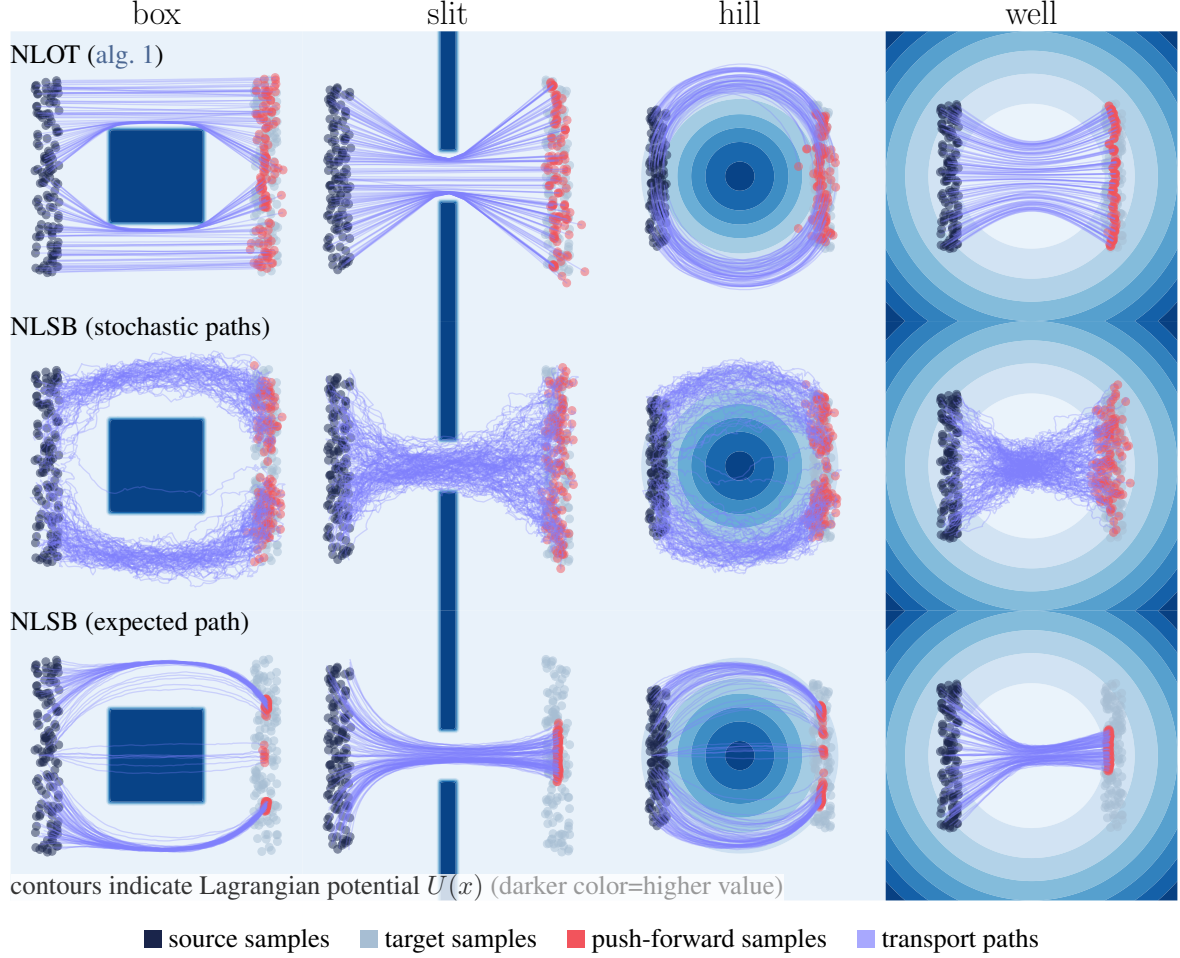 box slit hill well
NLOT (alg. 1)
NLSB (stochastic paths)
NLSB (expected path)
contours indicate Lagrangian potential U(x) (darker color=higher value)
source samples target samples push-forward samples transport paths